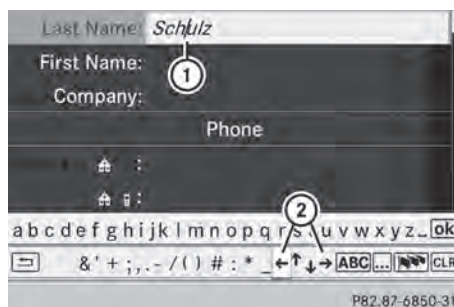 Last Name: Schulz
1
First Name:
Company:
Phone
:
:
2
a b c d e f g h i j k l m n o p q r s t u v w x y z _ ok
& ' + ; , . - / ( ) # : * _ ← ↑ ↓ → ABC ... CLR
P82.87-6850-31